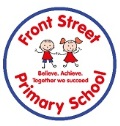 Front Street
Believe. Achieve.
Together we succeed
Primary School